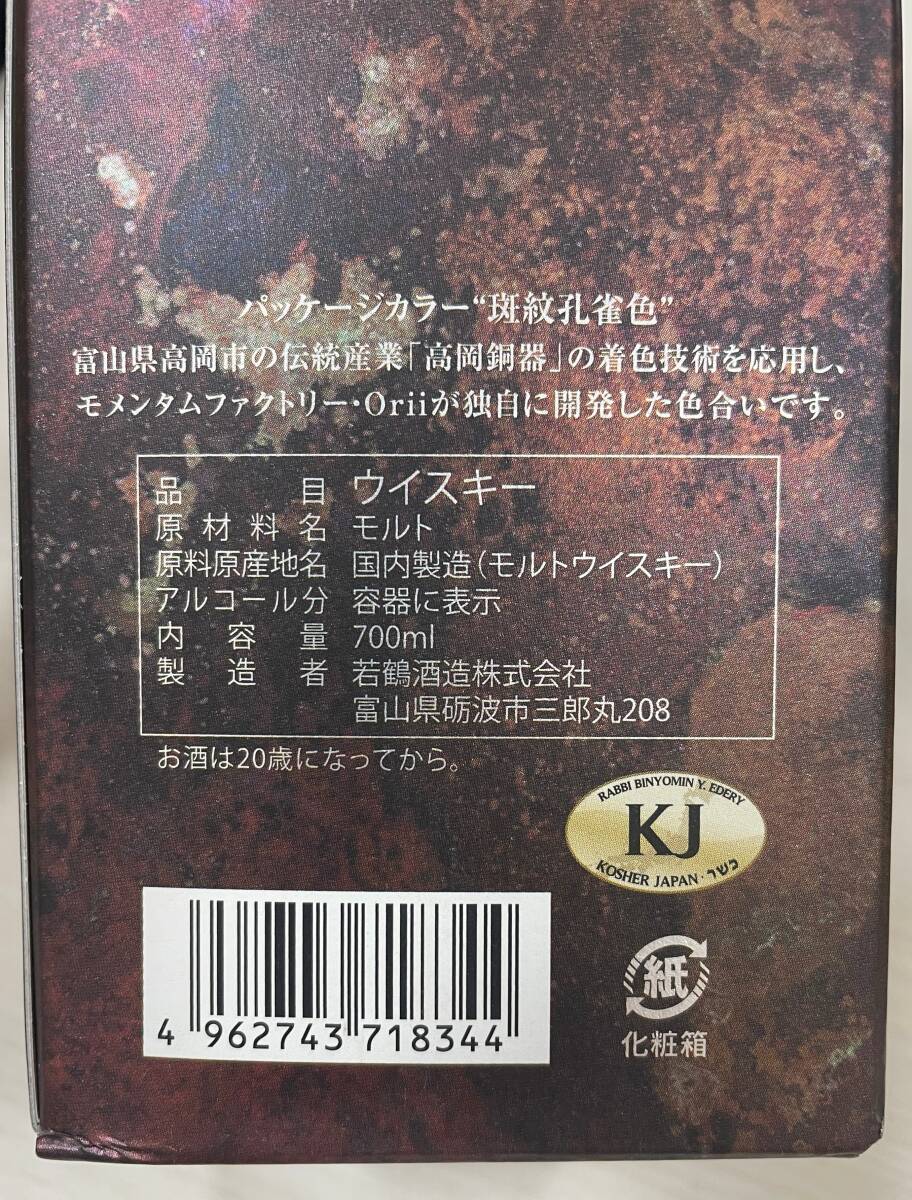 パッケージカラー“斑紋孔雀色”
富山県高岡市の伝統産業「高岡銅器」の着色技術を応用し、
モメンタムファクトリー・Oriiが独自に開発した色合いです。
品目 ウイスキー
原材料名 モルト
原料原産地名 国内製造(モルトウイスキー)
アルコール分 容器に表示
内容量 700ml
製造者 若鶴酒造株式会社
富山県砺波市三郎丸208
お酒は20歳になってから。
RABBI BINYOMIN Y. EDERY
KJ
KOSHER JAPAN · כשר
4 962743 718344
紙
化粧箱